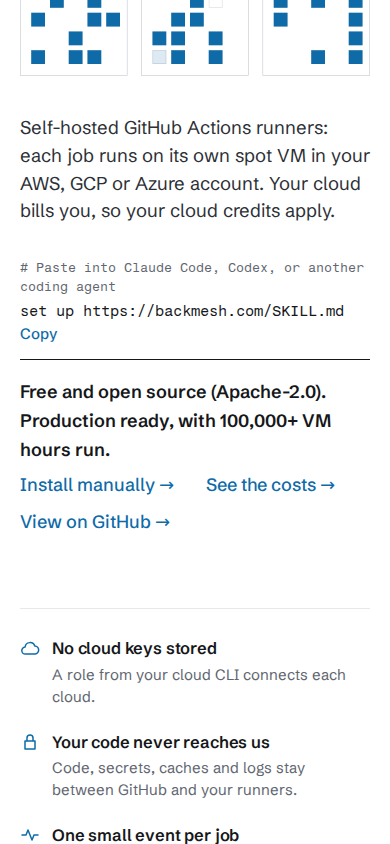 Self-hosted GitHub Actions runners:
each job runs on its own spot VM in your
AWS, GCP or Azure account. Your cloud
bills you, so your cloud credits apply.
# Paste into Claude Code, Codex, or another
coding agent
set up https://backmesh.com/SKILL.md
Copy
Free and open source (Apache-2.0).
Production ready, with 100,000+ VM
hours run.
Install manually → See the costs →
View on GitHub →
No cloud keys stored
A role from your cloud CLI connects each
cloud.
Your code never reaches us
Code, secrets, caches and logs stay
between GitHub and your runners.
One small event per job